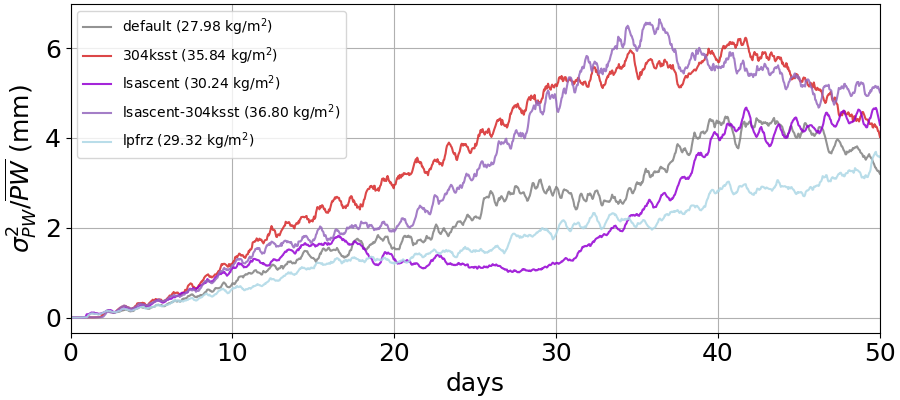 default (27.98 kg/m²)
304ksst (35.84 kg/m²)
lsascent (30.24 kg/m²)
lsascent-304ksst (36.80 kg/m²)
lpfrz (29.32 kg/m²)
σ²_PW/P̅W̅ (mm)
6
4
2
0
0 10 20 30 40 50
days